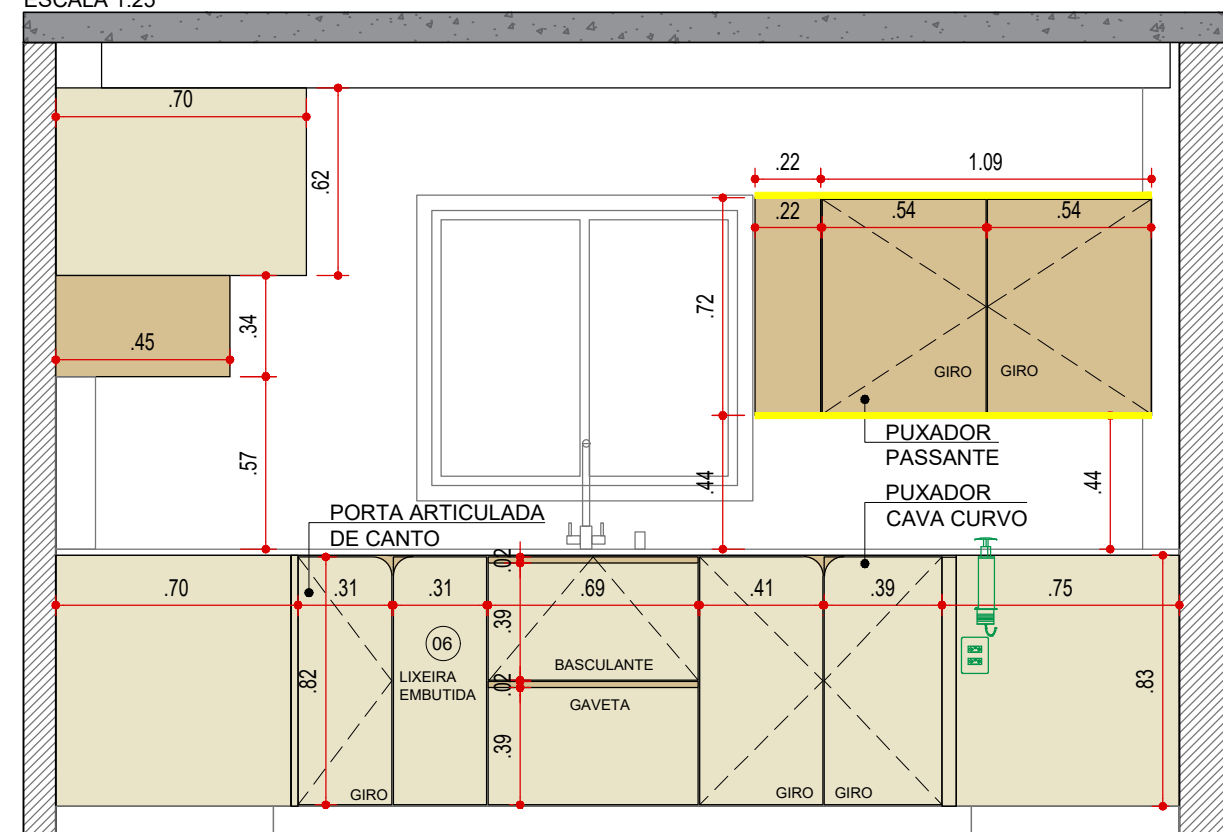 ESCALA 1:25
.70
.62
.22
1.09
.22
.54
.54
.72
.34
.45
GIRO
GIRO
PUXADOR
PASSANTE
.57
.44
.44
PUXADOR
CAVA CURVO
PORTA ARTICULADA
DE CANTO
.02
.70
.31
.31
.69
.41
.39
.75
.39
06
LIXEIRA
EMBUTIDA
BASCULANTE
.82
.02
.83
GAVETA
.39
GIRO
GIRO
GIRO